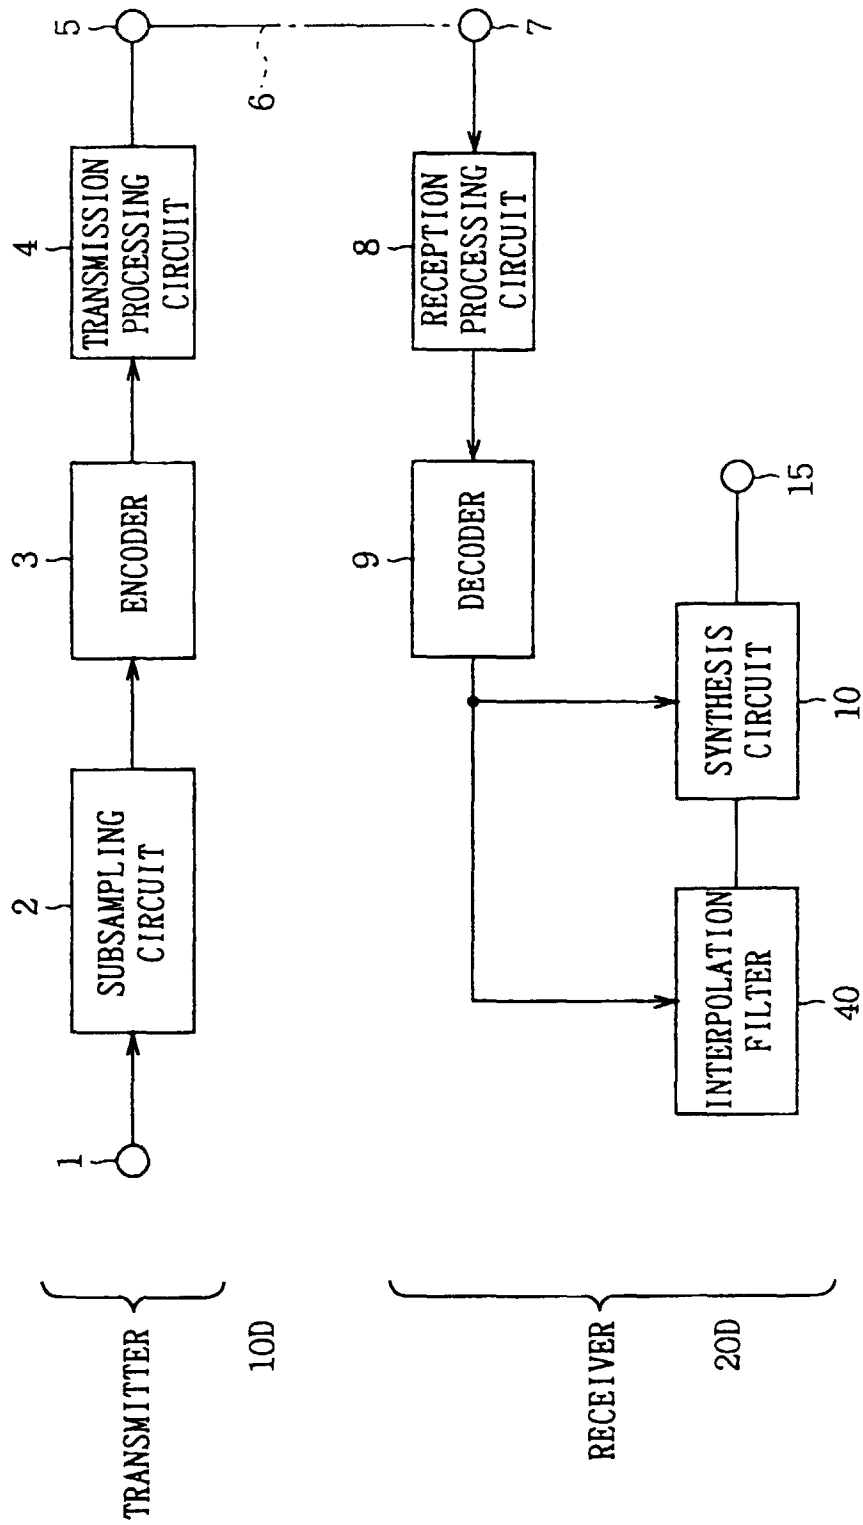 TRANSMITTER
10D
1
2
SUBSAMPLING
CIRCUIT
3
ENCODER
4
TRANSMISSION
PROCESSING
CIRCUIT
5
6
RECEIVER
20D
7
8
RECEPTION
PROCESSING
CIRCUIT
9
DECODER
INTERPOLATION
FILTER
40
SYNTHESIS
CIRCUIT
10
15